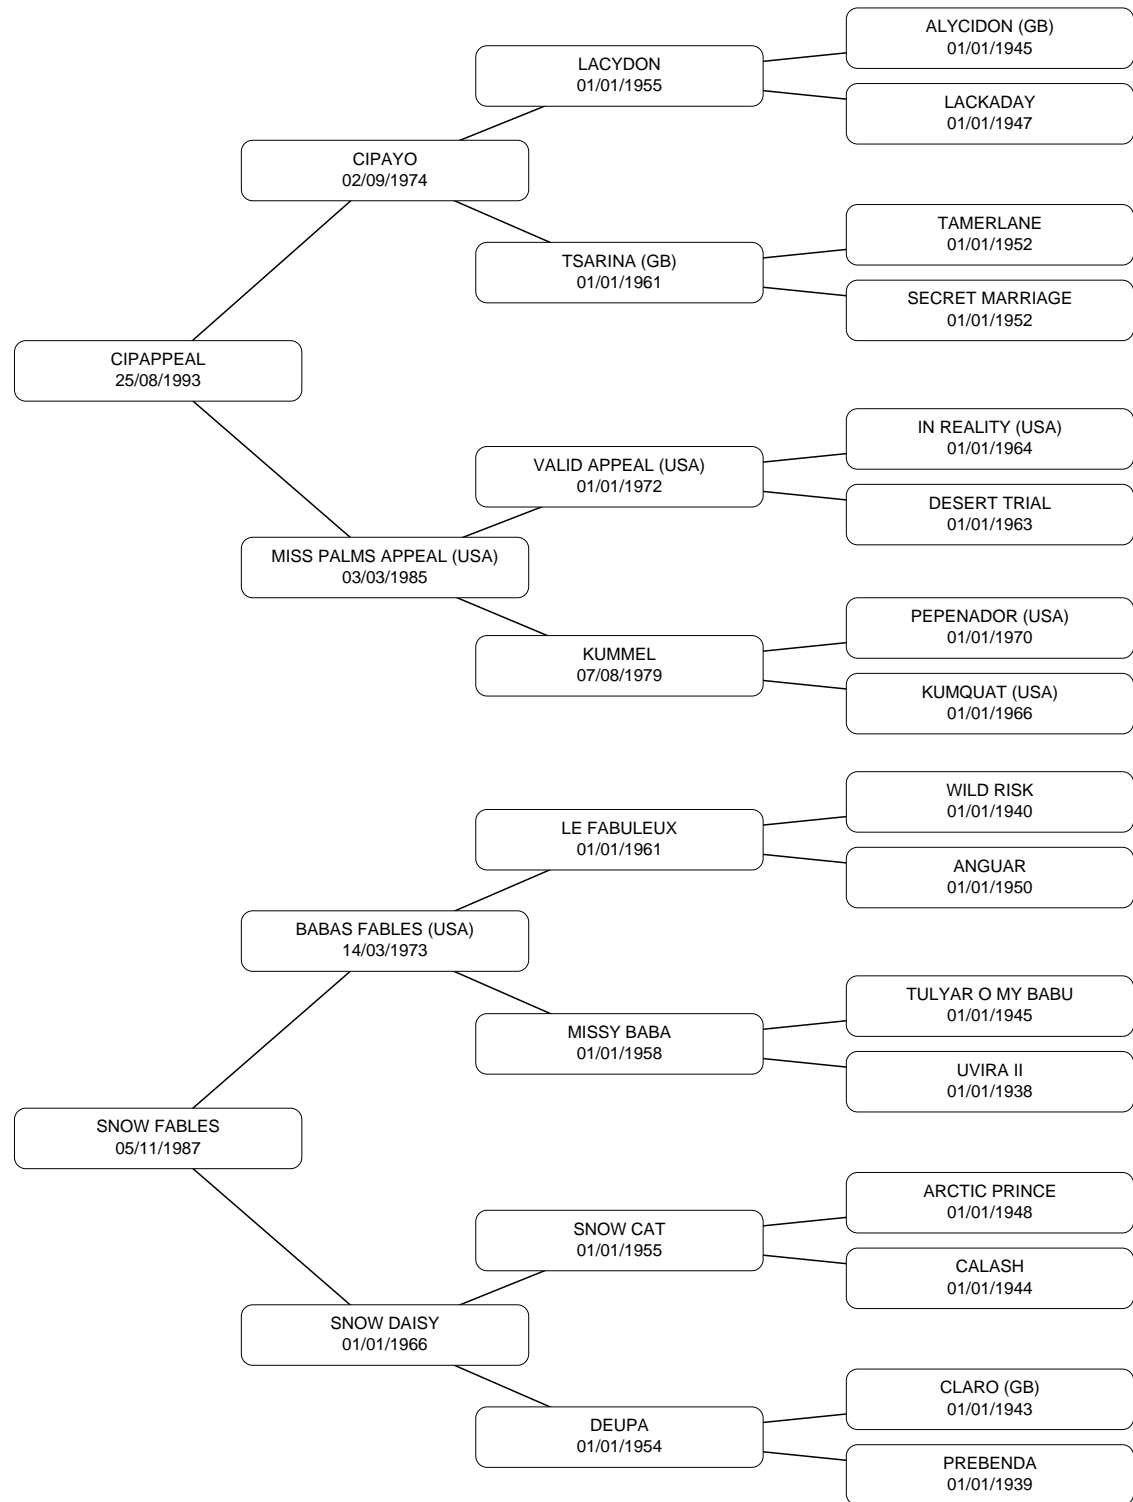 ALYCIDON (GB)
01/01/1945
LACYDON
01/01/1955
LACKADAY
01/01/1947
CIPAYO
02/09/1974
TAMERLANE
01/01/1952
TSARINA (GB)
01/01/1961
SECRET MARRIAGE
01/01/1952
CIPAPPEAL
25/08/1993
IN REALITY (USA)
01/01/1964
VALID APPEAL (USA)
01/01/1972
DESERT TRIAL
01/01/1963
MISS PALMS APPEAL (USA)
03/03/1985
PEPENADOR (USA)
01/01/1970
KUMMEL
07/08/1979
KUMQUAT (USA)
01/01/1966
WILD RISK
01/01/1940
LE FABULEUX
01/01/1961
ANGUAR
01/01/1950
BABAS FABLES (USA)
14/03/1973
TULYAR O MY BABU
01/01/1945
MISSY BABA
01/01/1958
UVIRA II
01/01/1938
SNOW FABLES
05/11/1987
ARCTIC PRINCE
01/01/1948
SNOW CAT
01/01/1955
CALASH
01/01/1944
SNOW DAISY
01/01/1966
CLARO (GB)
01/01/1943
DEUPA
01/01/1954
PREBENDA
01/01/1939